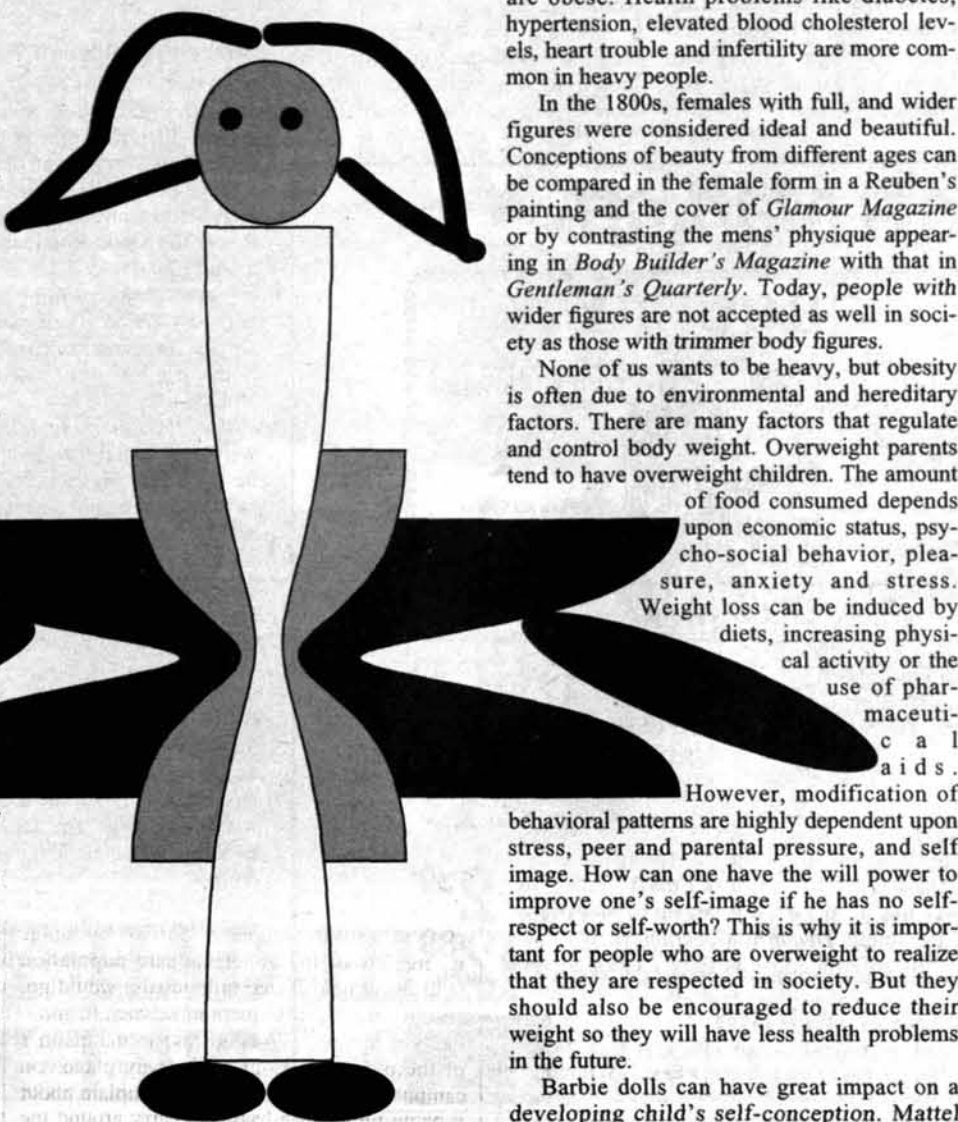 are obese. Health problems like diabetes,
hypertension, elevated blood cholesterol lev-
els, heart trouble and infertility are more com-
mon in heavy people.
In the 1800s, females with full, and wider
figures were considered ideal and beautiful.
Conceptions of beauty from different ages can
be compared in the female form in a Reuben's
painting and the cover of Glamour Magazine
or by contrasting the mens' physique appear-
ing in Body Builder's Magazine with that in
Gentleman's Quarterly. Today, people with
wider figures are not accepted as well in soci-
ety as those with trimmer body figures.
None of us wants to be heavy, but obesity
is often due to environmental and hereditary
factors. There are many factors that regulate
and control body weight. Overweight parents
tend to have overweight children. The amount
of food consumed depends
upon economic status, psy-
cho-social behavior, plea-
sure, anxiety and stress.
Weight loss can be induced by
diets, increasing physi-
cal activity or the
use of phar-
maceuti-
c a l
a i d s .
However, modification of
behavioral patterns are highly dependent upon
stress, peer and parental pressure, and self
image. How can one have the will power to
improve one's self-image if he has no self-
respect or self-worth? This is why it is impor-
tant for people who are overweight to realize
that they are respected in society. But they
should also be encouraged to reduce their
weight so they will have less health problems
in the future.
Barbie dolls can have great impact on a
developing child's self-conception. Mattel